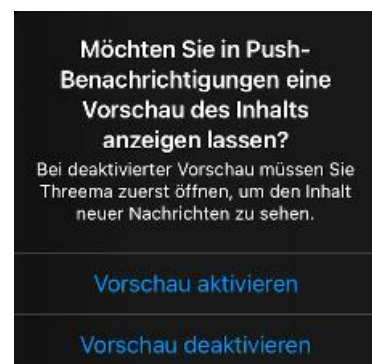 Möchten Sie in Push-
Benachrichtigungen eine
Vorschau des Inhalts
anzeigen lassen?
Bei deaktivierter Vorschau müssen Sie
Threema zuerst öffnen, um den Inhalt
neuer Nachrichten zu sehen.
Vorschau aktivieren
Vorschau deaktivieren